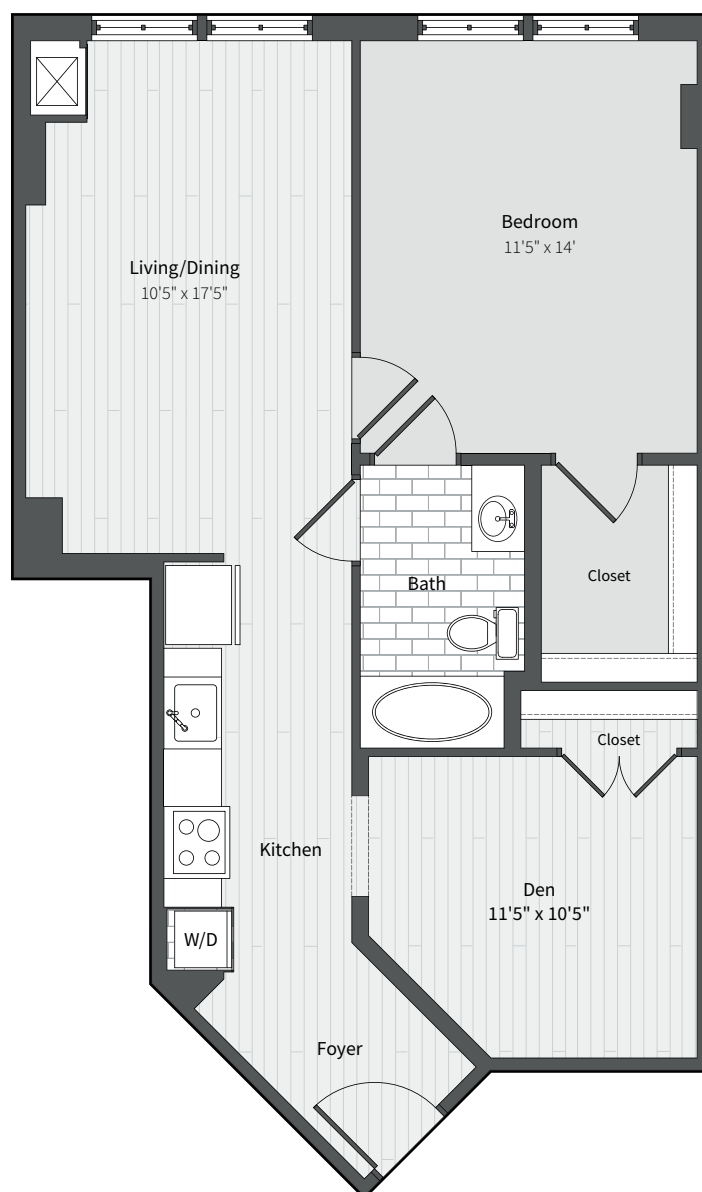 Bedroom
11'5" x 14'
Living/Dining
10'5" x 17'5"
Closet
Bath
Closet
Kitchen
Den
11'5" x 10'5"
W/D
Foyer